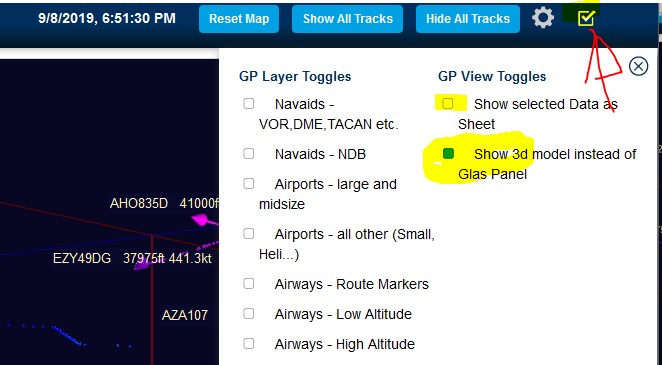 9/8/2019, 6:51:30 PM Reset Map Show All Tracks Hide All Tracks
GP Layer Toggles
Navaids -
VOR,DME,TACAN etc.
Navaids - NDB
Airports - large and
midsize
Airports - all other (Small,
Heli...)
Airways - Route Markers
Airways - Low Altitude
Airways - High Altitude
GP View Toggles
Show selected Data as
Sheet
Show 3d model instead of
Glas Panel
AHO835D 41000f
EZY49DG 37975ft 441.3kt
AZA107